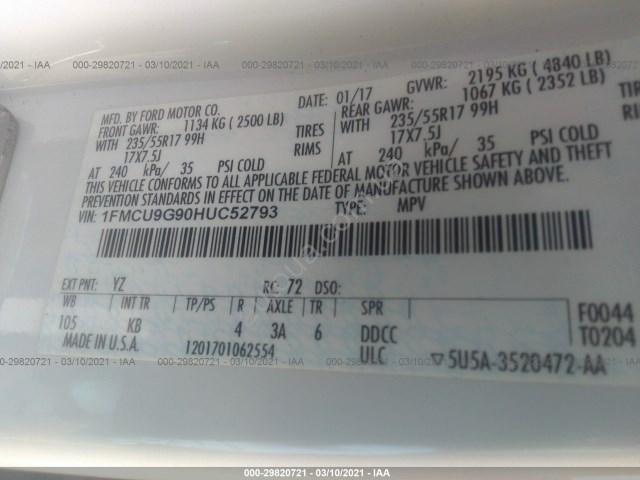 000-29820721 - 03/10/2021 - IAA
MFD. BY FORD MOTOR CO. DATE: 01/17 GVWR: 2195 KG ( 4840 LB)
FRONT GAWR: 1134 KG ( 2500 LB) REAR GAWR: 1067 KG ( 2352 LB)
WITH 235/55R17 99H TIRES WITH 235/55R17 99H TIRES
17X7.5J RIMS 17X7.5J RIMS
AT 240 kPa/ 35 PSI COLD AT 240 kPa/ 35 PSI COLD
THIS VEHICLE CONFORMS TO ALL APPLICABLE FEDERAL MOTOR VEHICLE SAFETY AND THEFT
PREVENTION STANDARDS IN EFFECT ON THE DATE OF MANUFACTURE SHOWN ABOVE.
VIN: 1FMCU9G90HUC52793 TYPE: MPV
EXT PNT: YZ RC: 72 DSO:
WB INT TR TP/PS R AXLE TR SPR F0044
105 KB 4 3A 6 DDCC T0204
MADE IN U.S.A. 1201701062554 ULC ▽5U5A-3520472-AA
000-29820721 - 03/10/2021 - IAA